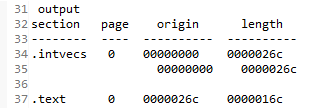 31  output
32 section   page    origin      length
33 --------  ----  ----------  ----------
34 .intvecs   0    00000000    0000026c
35                   00000000    0000026c
36
37 .text      0    0000026c    0000016c